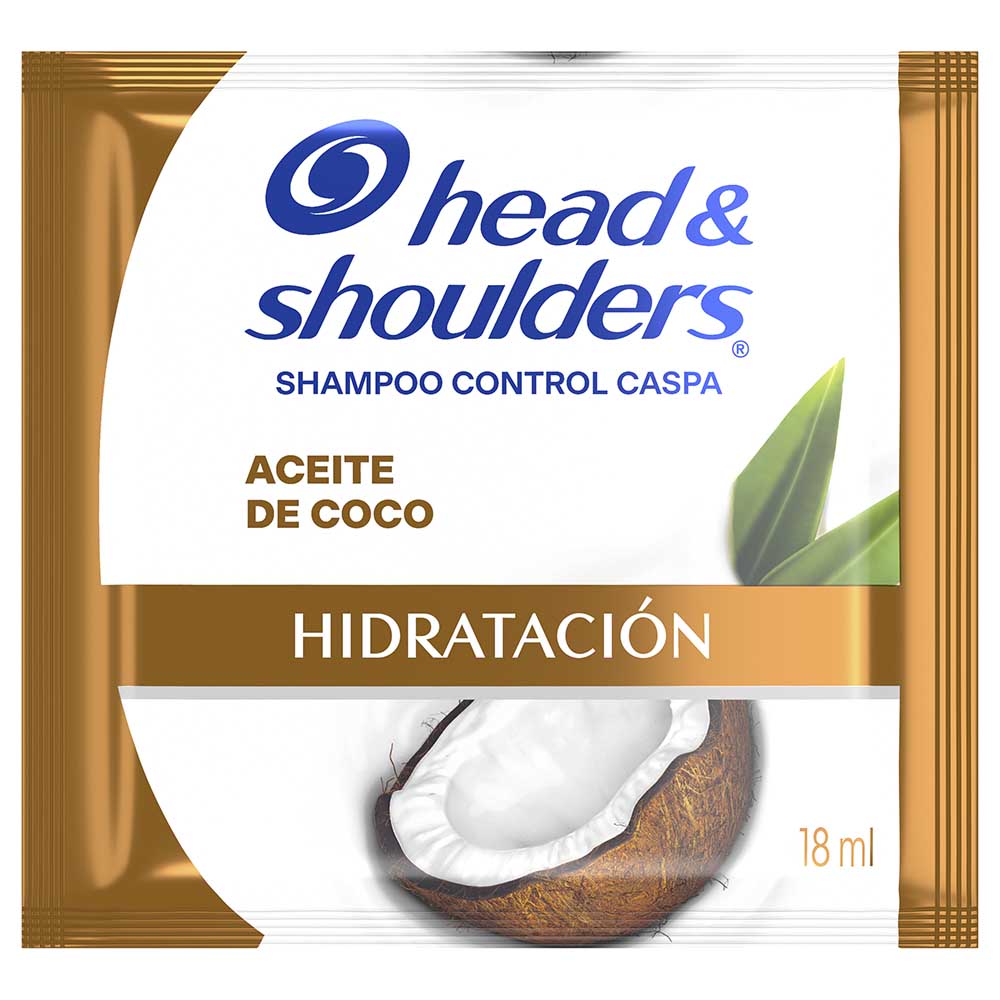 head &
shoulders®
SHAMPOO CONTROL CASPA
ACEITE
DE COCO
HIDRATACIÓN
18 ml